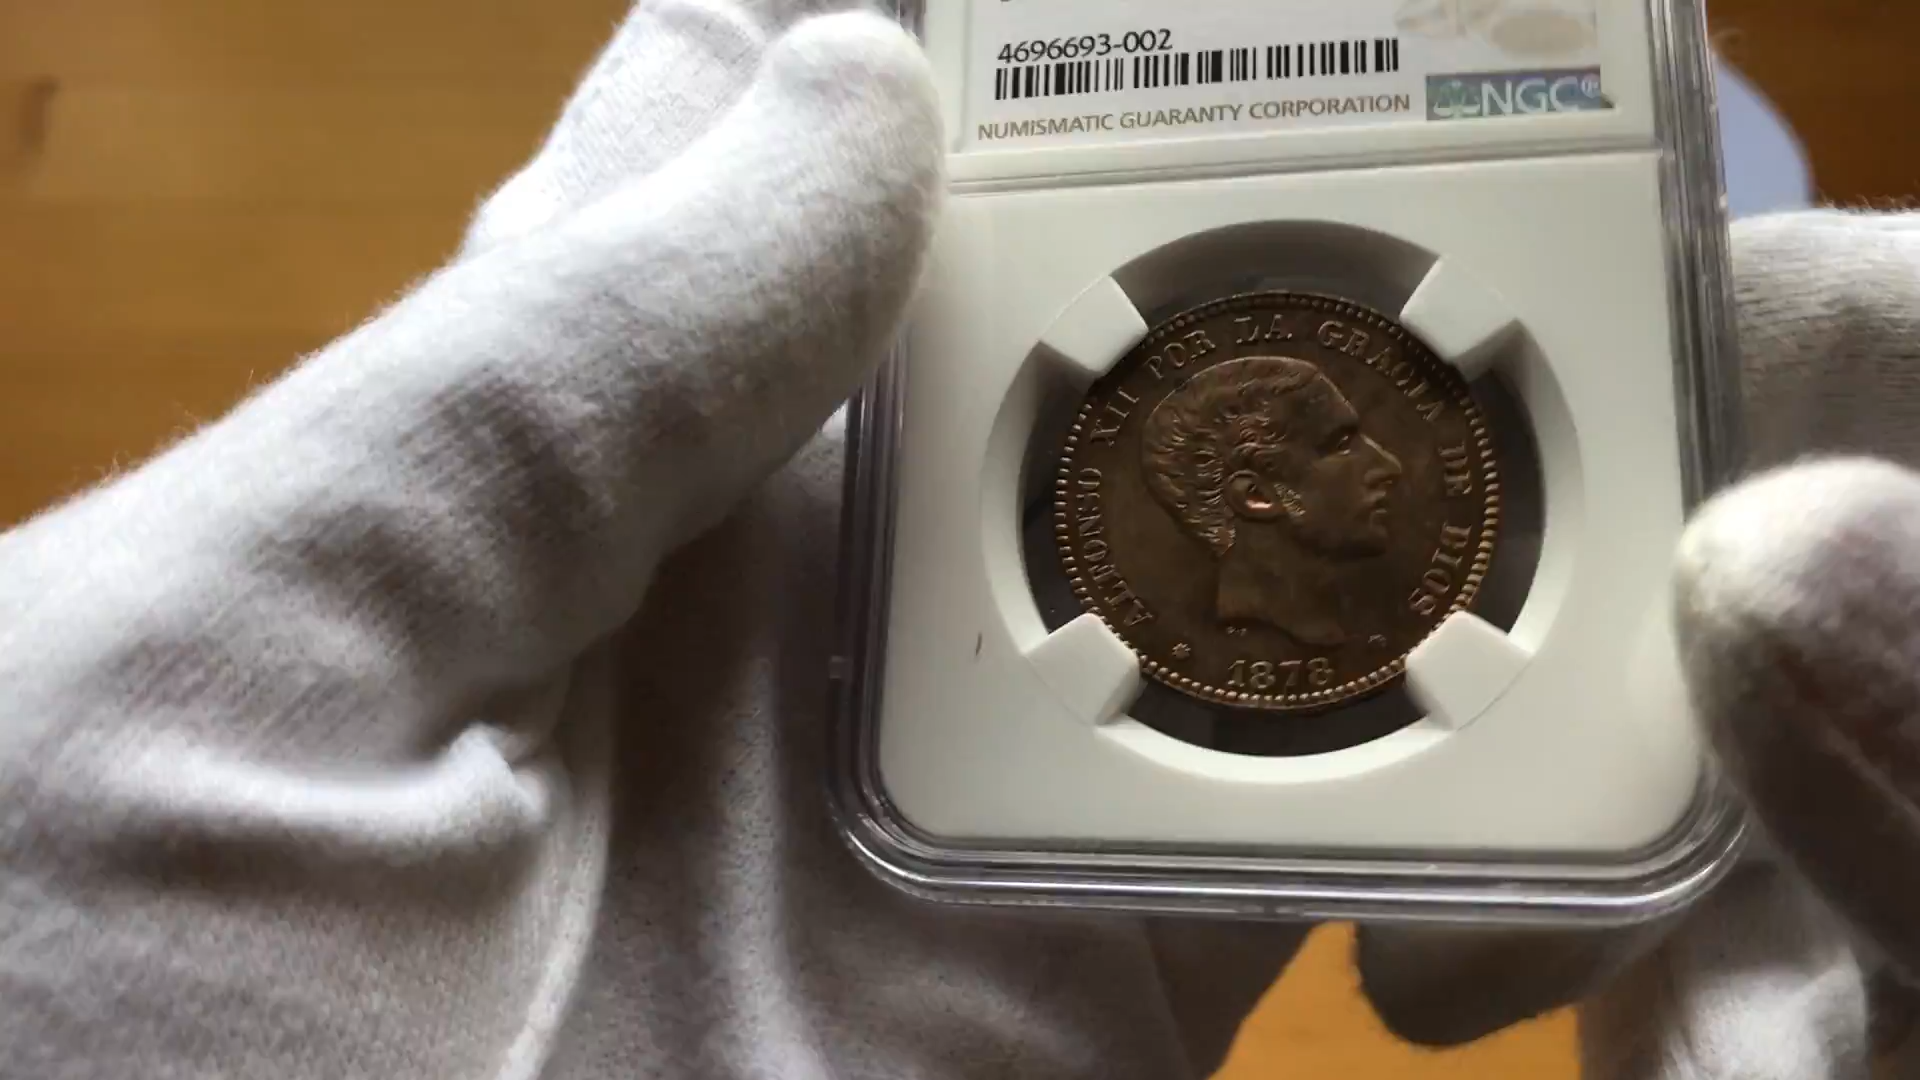 4696693-002
NUMISMATIC GUARANTY CORPORATION
NGC®
ALFONSO XII POR LA GRACIA DE DIOS
1878